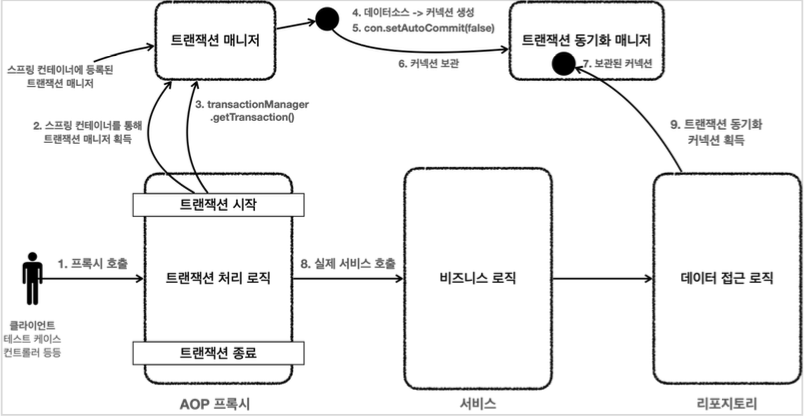 트랜잭션 매니저
4. 데이터소스 -> 커넥션 생성
5. con.setAutoCommit(false)
트랜잭션 동기화 매니저
6. 커넥션 보관
7. 보관된 커넥션
스프링 컨테이너에 등록된
트랜잭션 매니저
3. transactionManager
.getTransaction()
2. 스프링 컨테이너를 통해
트랜잭션 매니저 획득
9. 트랜잭션 동기화
커넥션 획득
트랜잭션 시작
1. 프록시 호출
트랜잭션 처리 로직
8. 실제 서비스 호출
비즈니스 로직
데이터 접근 로직
클라이언트
테스트 케이스
컨트롤러 등등
트랜잭션 종료
AOP 프록시
서비스
리포지토리